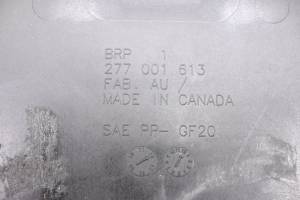 BRP 1
277 001 613
FAB. AU /
MADE IN CANADA
SAE PP- GF20